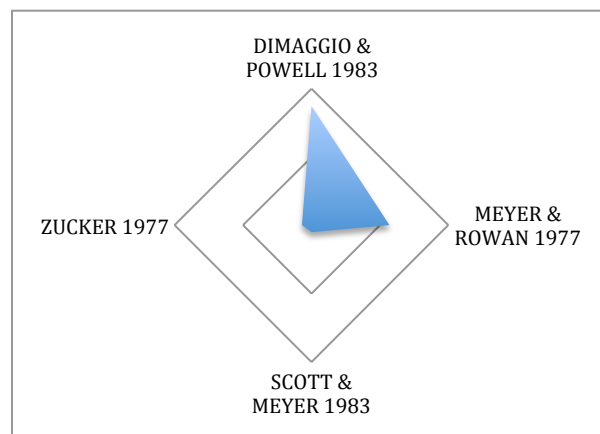 DIMAGGIO &
POWELL 1983
ZUCKER 1977
MEYER &
ROWAN 1977
SCOTT &
MEYER 1983